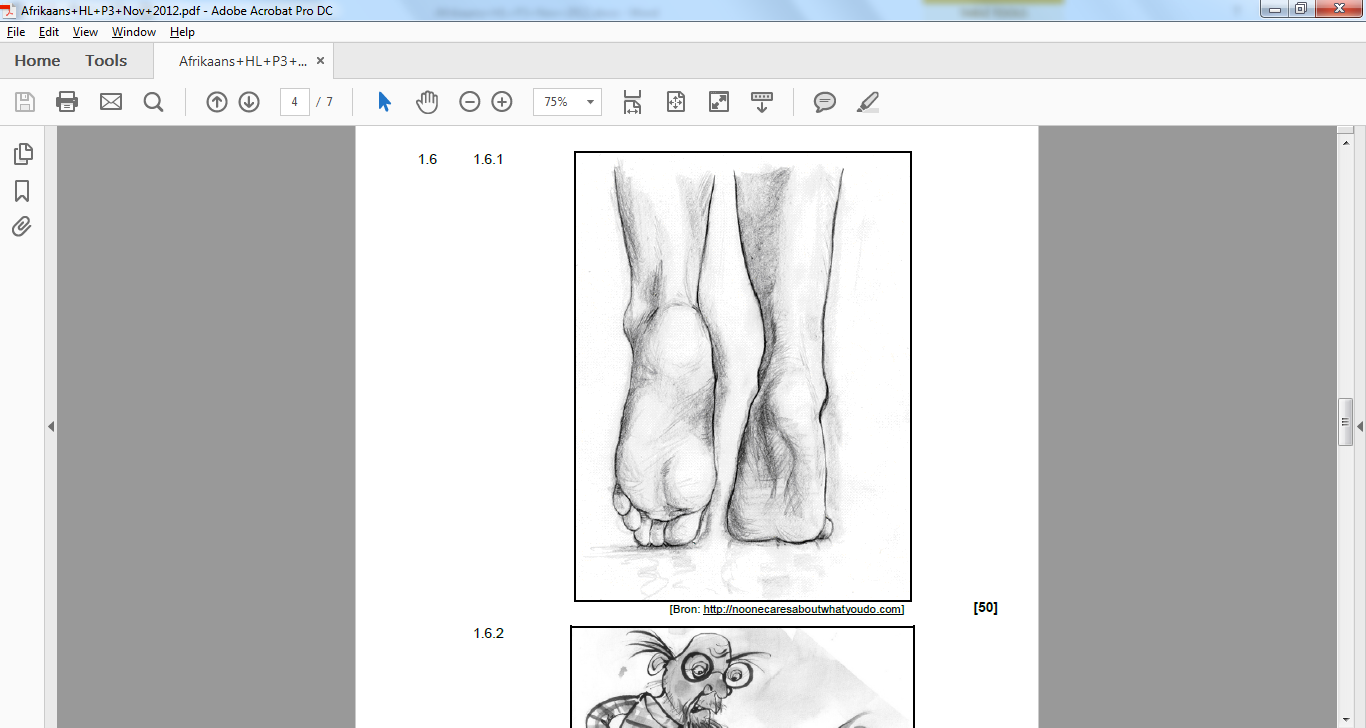 Afrikaans+HL+P3+Nov+2012.pdf - Adobe Acrobat Pro DC
File Edit View Window Help
Home Tools Afrikaans+HL+P3+... ×
4 / 7 75%
1.6 1.6.1
[Bron: http://noonecaresaboutwhatyoudo.com] [50]
1.6.2